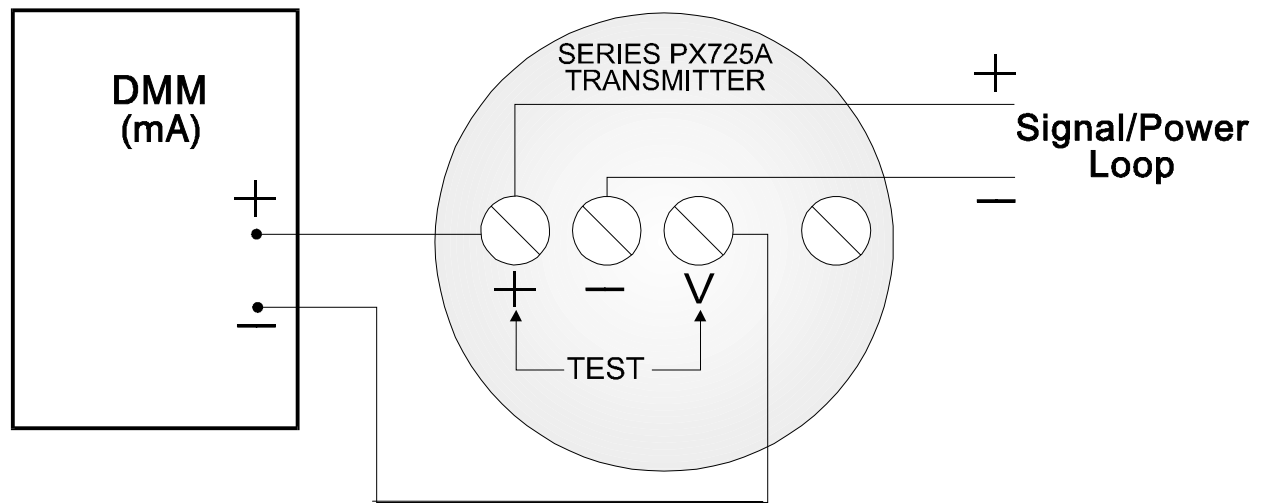 DMM
(mA)
+
−
SERIES PX725A
TRANSMITTER
+
Signal/Power
Loop
−
+ − V
TEST